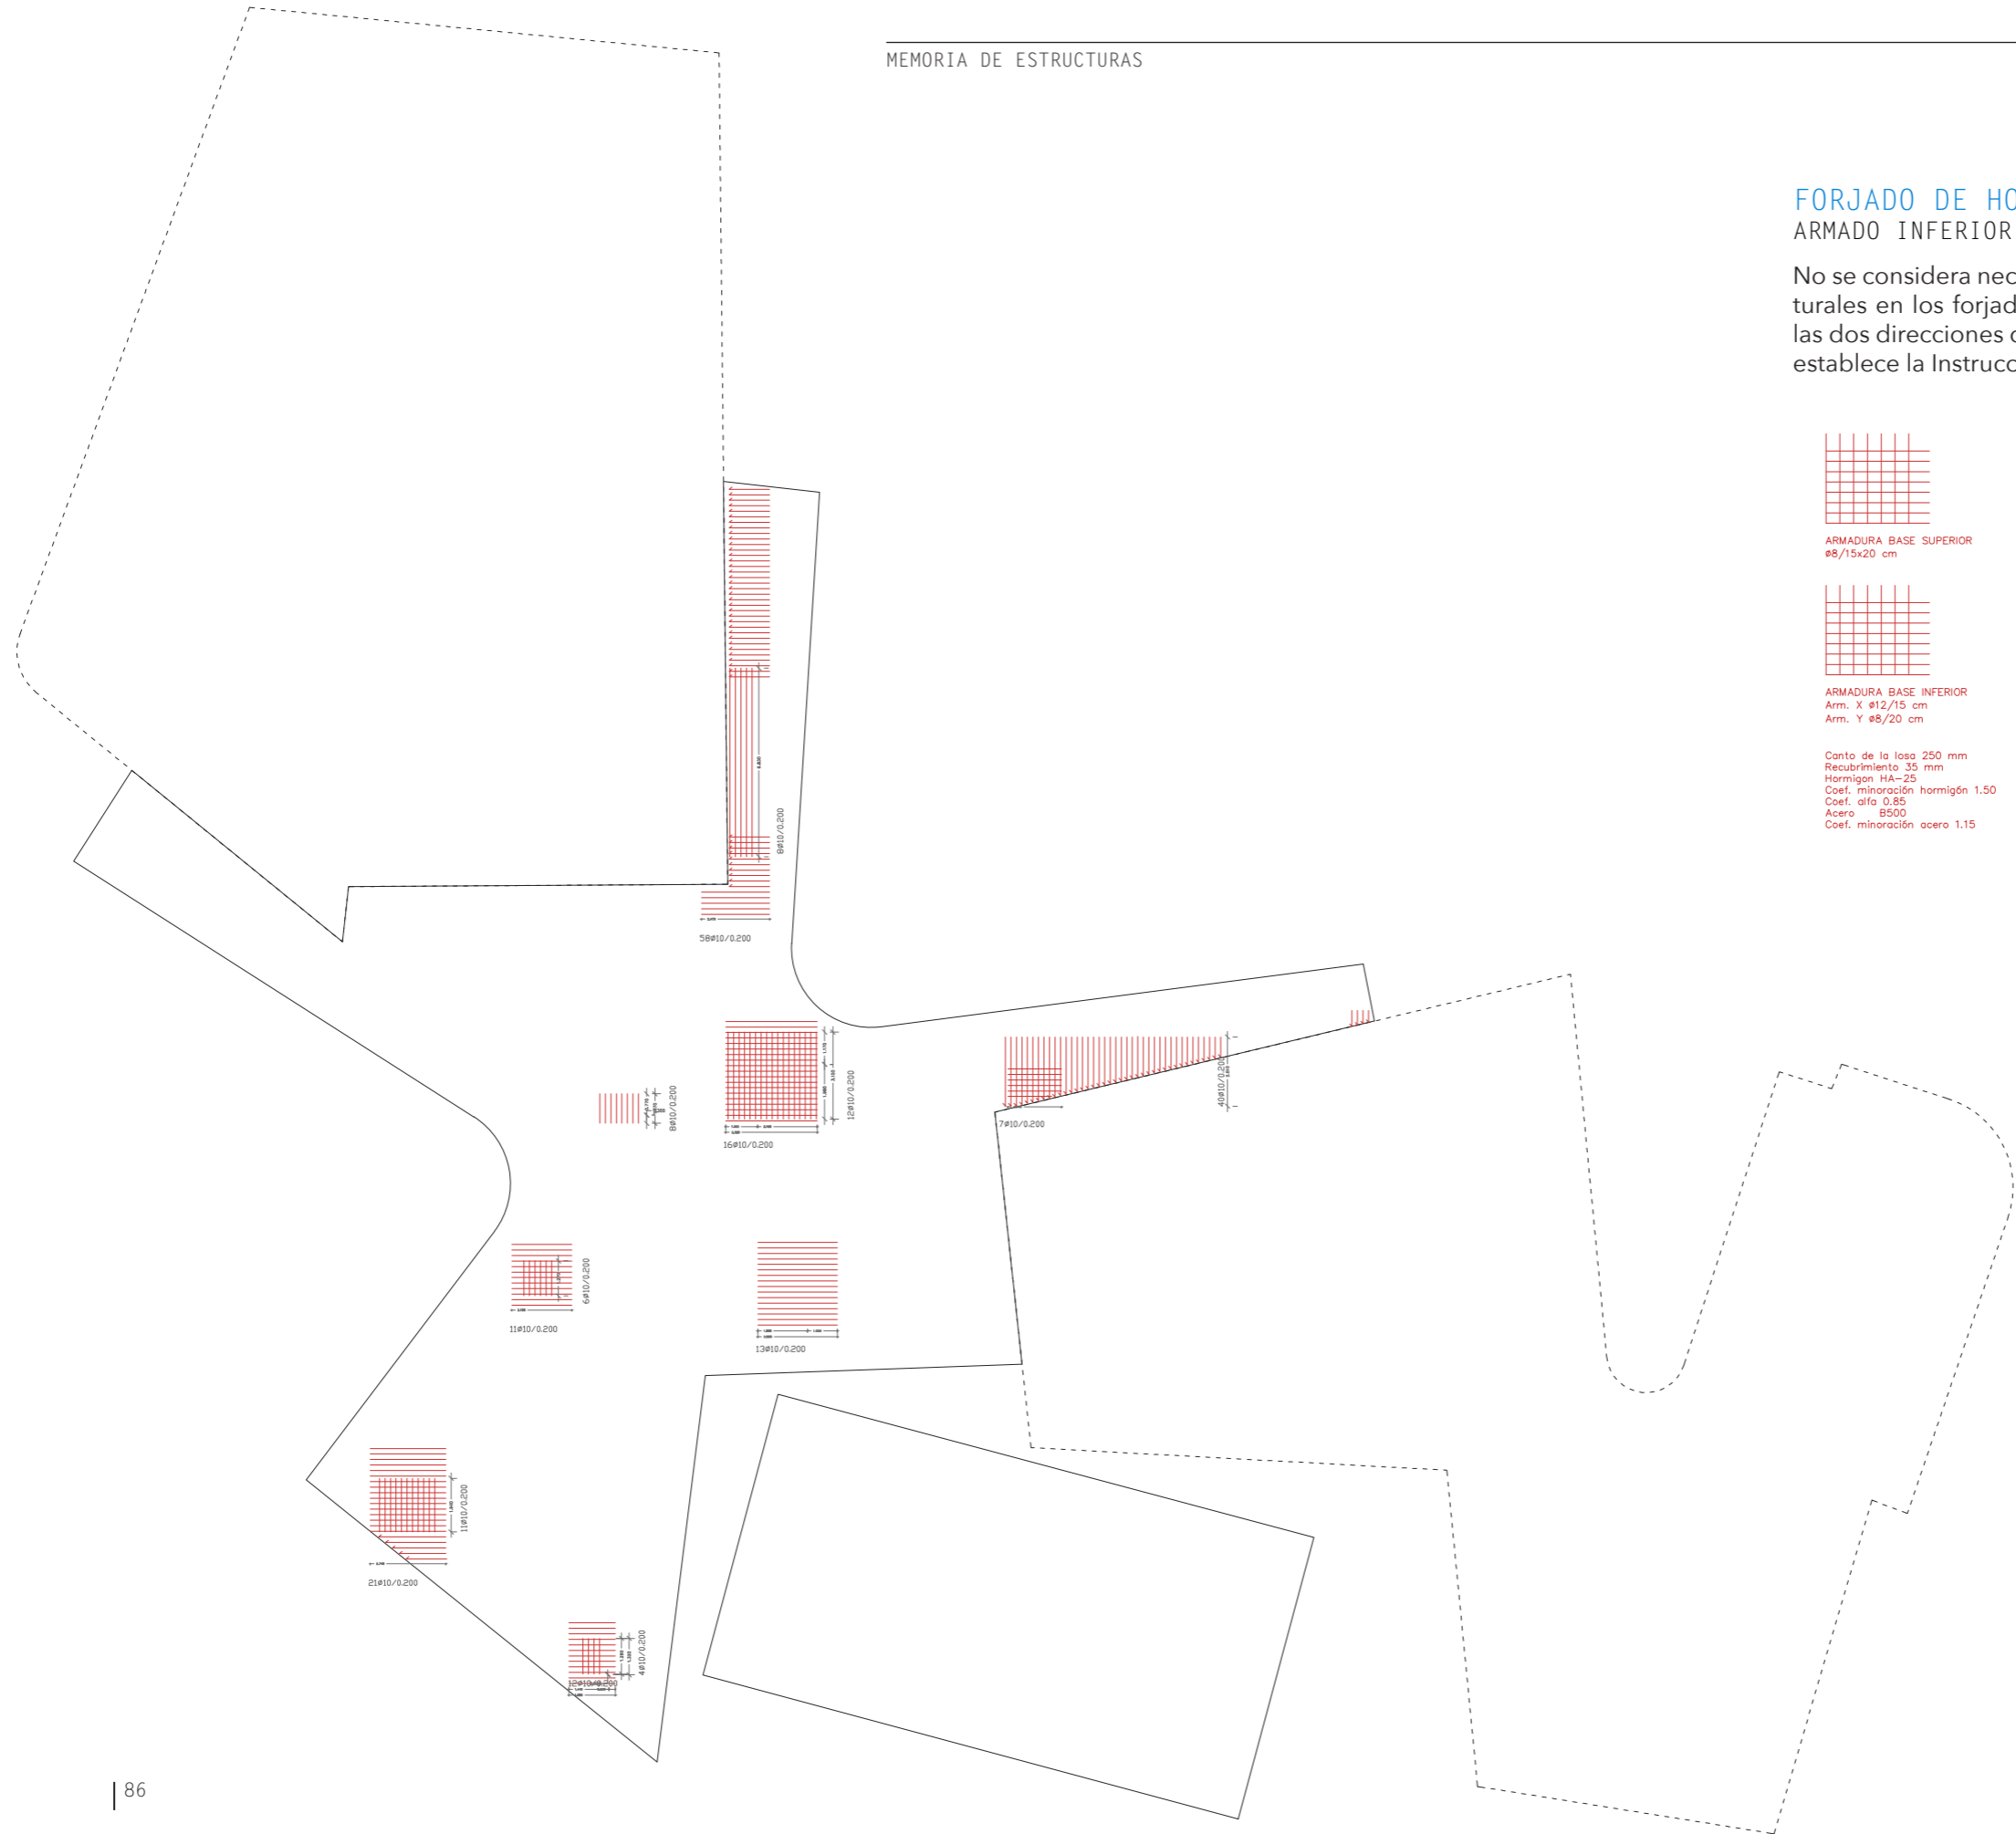 MEMORIA DE ESTRUCTURAS
FORJADO DE HO
ARMADO INFERIOR
No se considera nec
turales en los forjad
las dos direcciones
establece la Instrucc
ARMADURA BASE SUPERIOR
ø8/15x20 cm
ARMADURA BASE INFERIOR
Arm. X ø12/15 cm
Arm. Y ø8/20 cm
Canto de la losa 250 mm
Recubrimiento 35 mm
Hormigon HA-25
Coef. minoración hormigón 1.50
Coef. alfa 0.85
Acero B500
Coef. minoración acero 1.15
8ø10/0.200
58ø10/0.200
8ø10/0.200
12ø10/0.200
16ø10/0.200
40ø10/0.200
7ø10/0.200
6ø10/0.200
11ø10/0.200
13ø10/0.200
11ø10/0.200
21ø10/0.200
4ø10/0.200
12ø10/0.200
86